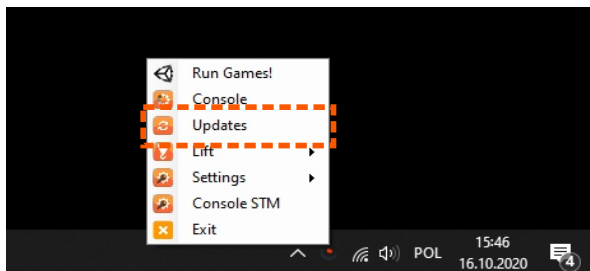 Run Games!
Console
Updates
Lift
Settings
Console STM
Exit
POL
15:46
16.10.2020
4